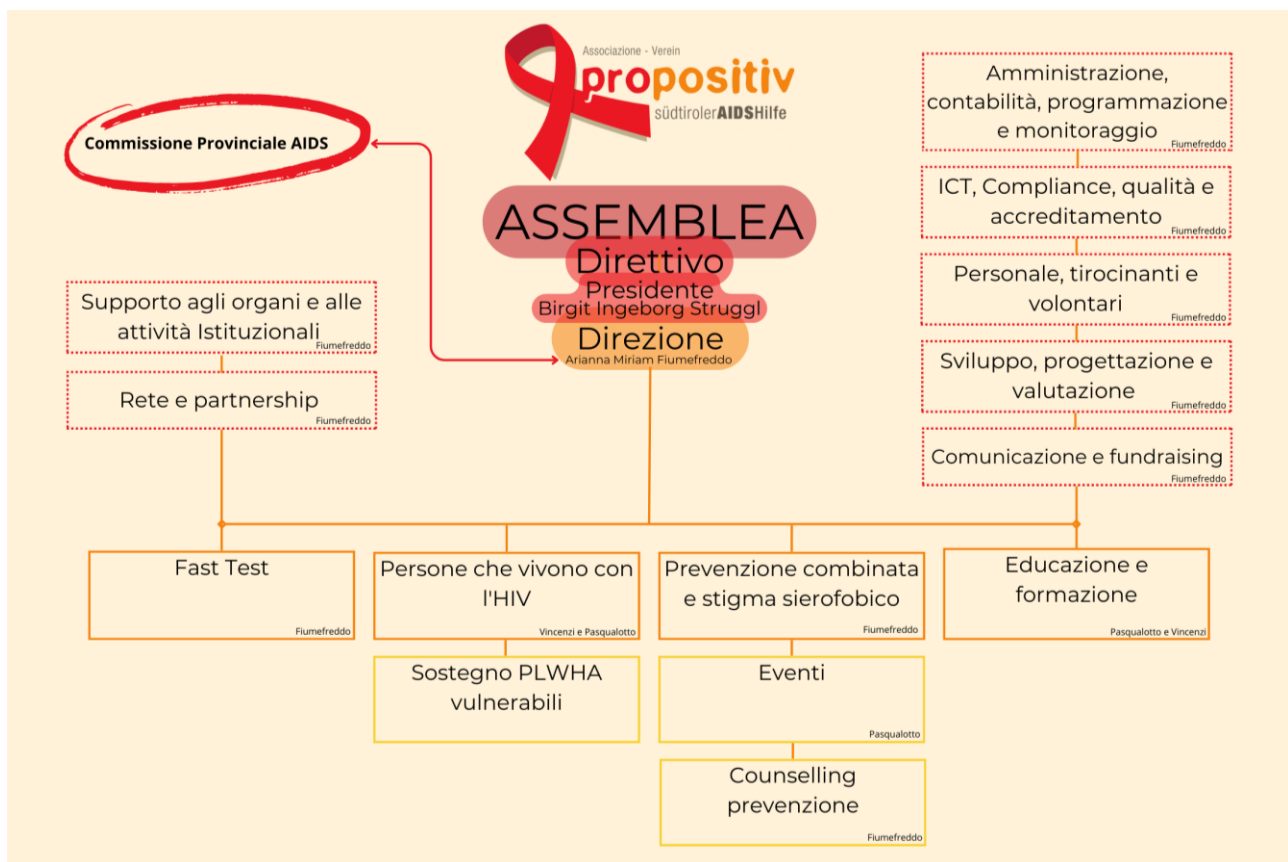 Associazione - Verein
propositiv
südtirolerAIDSHilfe
Commissione Provinciale AIDS
ASSEMBLEA
Direttivo
Presidente
Birgit Ingeborg Struggl
Direzione
Arianna Miriam Fiumefreddo
Supporto agli organi e alle
attività Istituzionali
Fiumefreddo
Rete e partnership
Fiumefreddo
Amministrazione,
contabilità, programmazione
e monitoraggio
Fiumefreddo
ICT, Compliance, qualità e
accreditamento
Fiumefreddo
Personale, tirocinanti e
volontari
Fiumefreddo
Sviluppo, progettazione e
valutazione
Fiumefreddo
Comunicazione e fundraising
Fiumefreddo
Fast Test
Fiumefreddo
Persone che vivono con
l'HIV
Vincenzi e Pasqualotto
Prevenzione combinata
e stigma sierofobico
Fiumefreddo
Educazione e
formazione
Pasqualotto e Vincenzi
Sostegno PLWHA
vulnerabili
Eventi
Pasqualotto
Counselling
prevenzione
Fiumefreddo